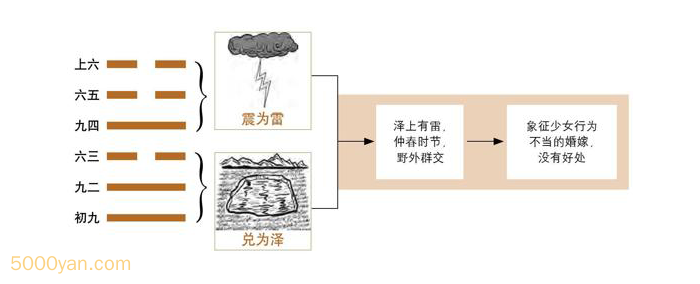 上六
六五
九四
六三
九二
初九
震为雷
兑为泽
泽上有雷，
仲春时节，
野外群交
象征少女行为
不当的婚嫁，
没有好处
5000yan.com